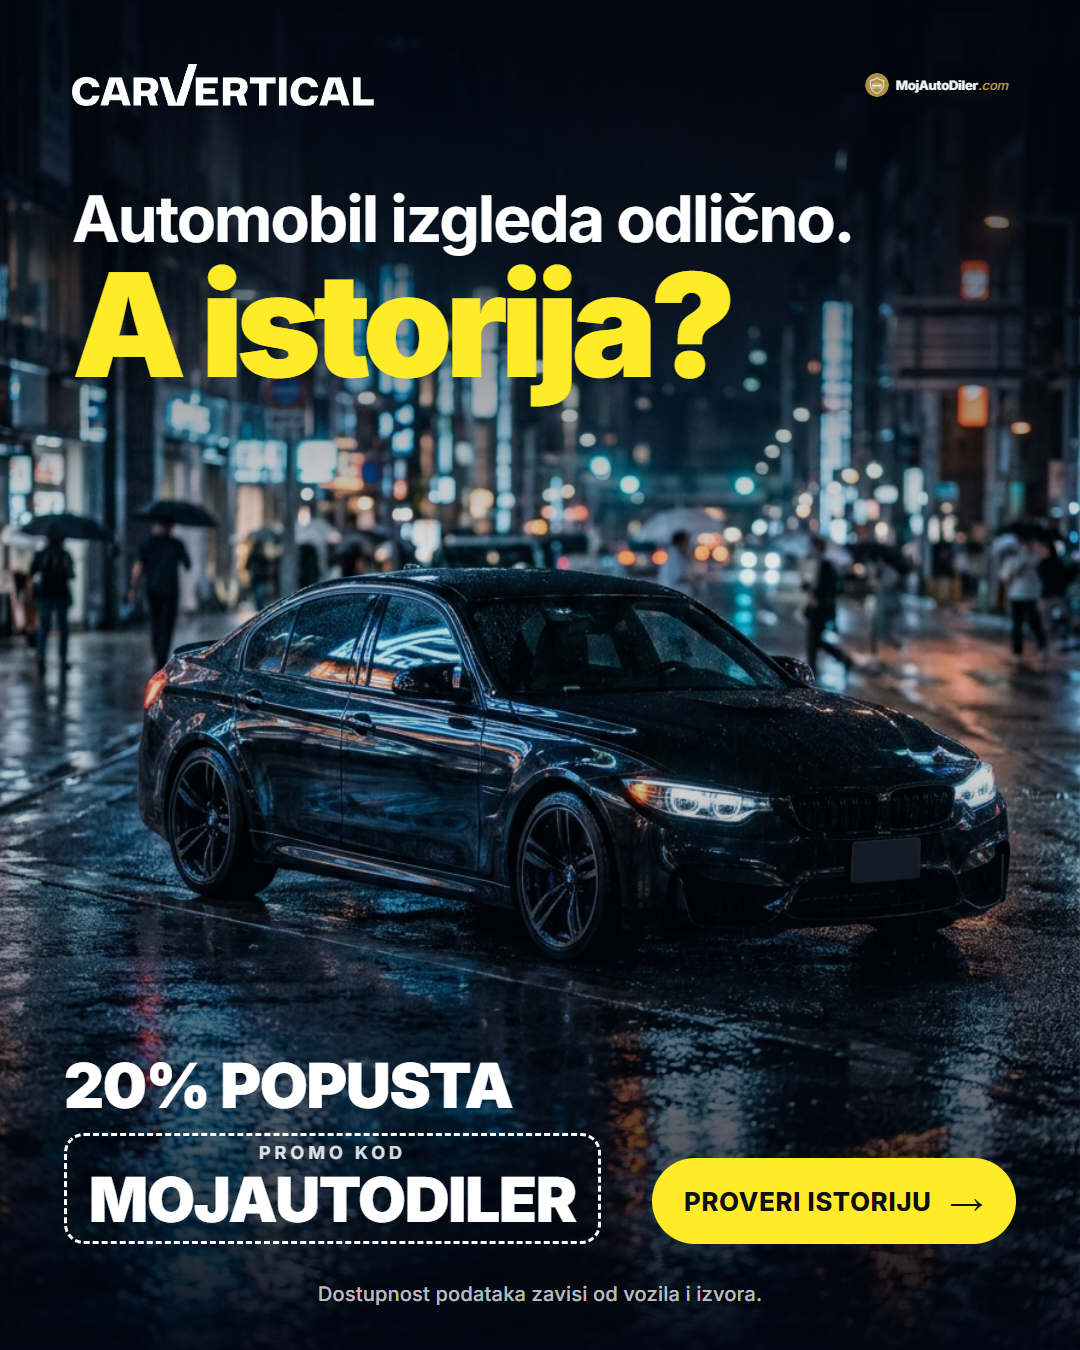 CARVERTICAL
MojAutoDiler.com
Automobil izgleda odlično.
A istorija?
20% POPUSTA
PROMO KOD
MOJAUTODILER
PROVERI ISTORIJU →
Dostupnost podataka zavisi od vozila i izvora.